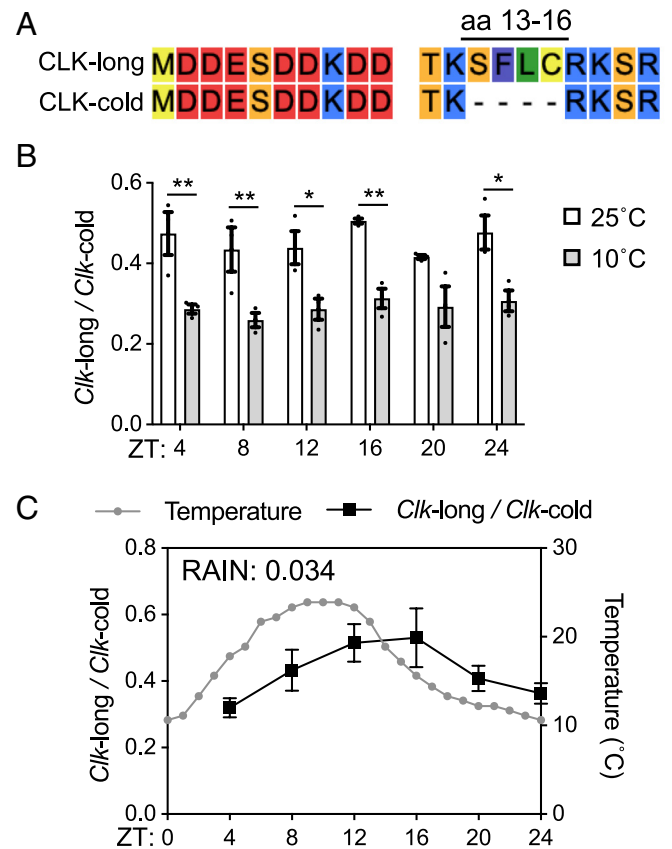 A
aa 13-16
CLK-long MDDESDDKDD TKSFLCRKSR
CLK-cold MDDESDDKDD TK----RKSR
B
** ** * ** *
0.6
0.4
0.2
0.0
Clk-long / Clk-cold
25˚C
10˚C
ZT: 4 8 12 16 20 24
C
Temperature Clk-long / Clk-cold
RAIN: 0.034
0.8
0.6
0.4
0.2
0.0
Clk-long / Clk-cold
30
20
10
0
Temperature (˚C)
ZT: 0 4 8 12 16 20 24